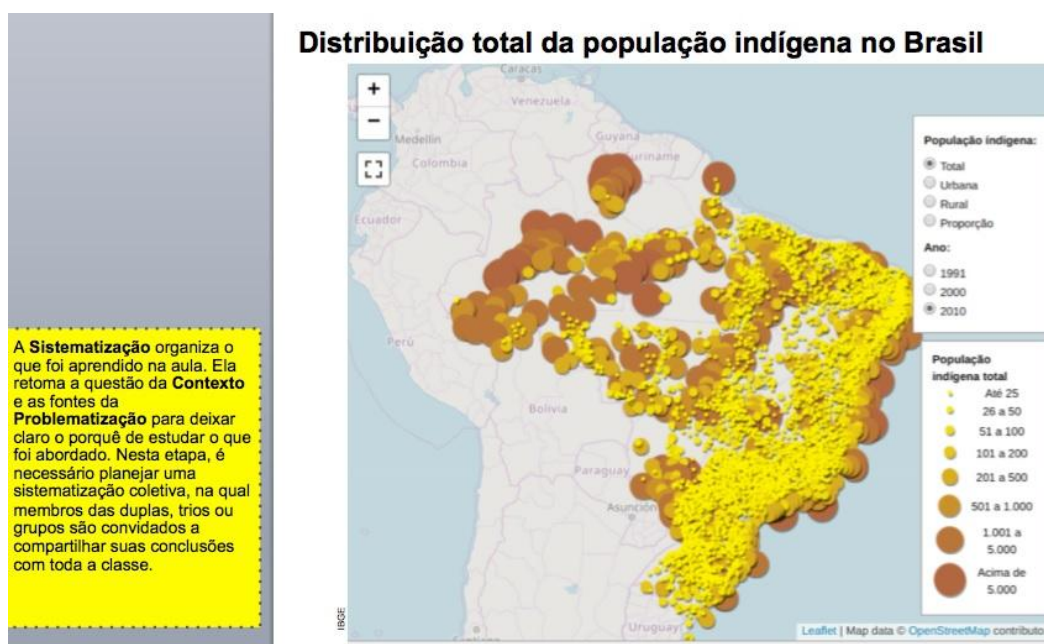 Distribuição total da população indígena no Brasil
+
−
Caracas
Venezuela
Medellín
Colombia
Guyana
Suriname
Ecuador
Perú
Bolivia
Paraguay
Asunción
Uruguay
População indígena:
Total
Urbana
Rural
Proporção
Ano:
1991
2000
2010
População
indígena total
Até 25
26 a 50
51 a 100
101 a 200
201 a 500
501 a 1.000
1.001 a
5.000
Acima de
5.000
A Sistematização organiza o
que foi aprendido na aula. Ela
retoma a questão da Contexto
e as fontes da
Problematização para deixar
claro o porquê de estudar o que
foi abordado. Nesta etapa, é
necessário planejar uma
sistematização coletiva, na qual
membros das duplas, trios ou
grupos são convidados a
compartilhar suas conclusões
com toda a classe.
IBGE
Leaflet | Map data © OpenStreetMap contributo